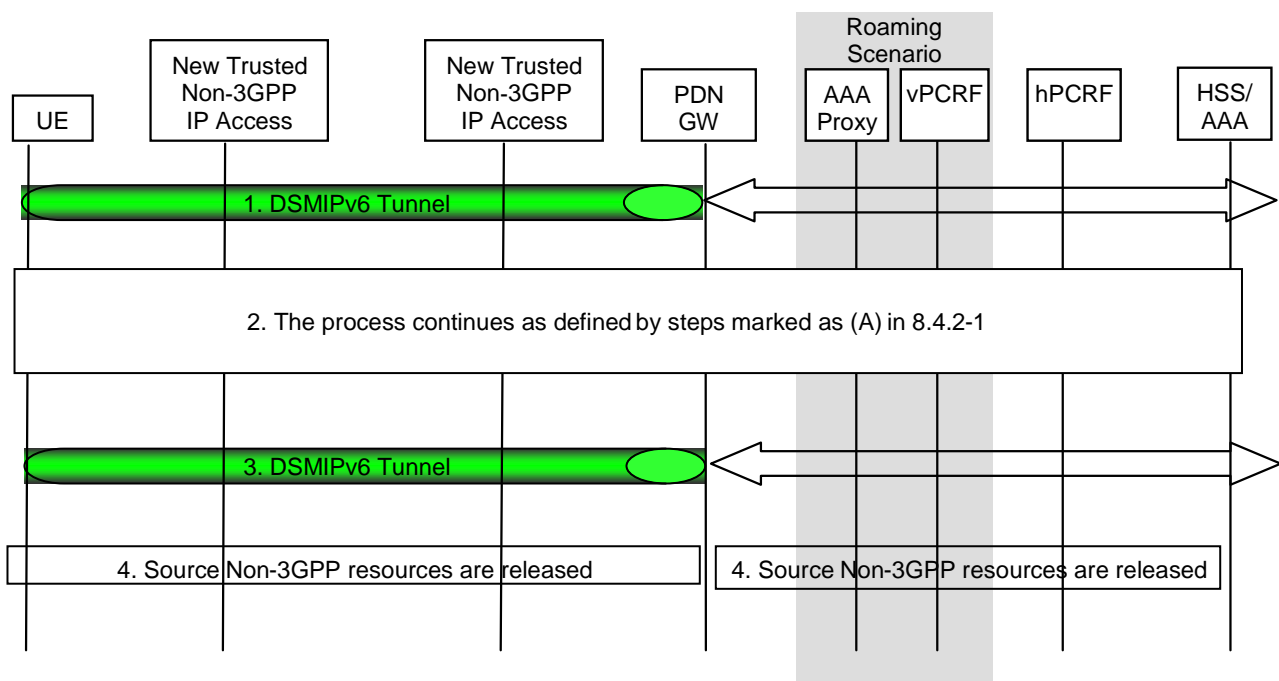 Roaming
Scenario
UE
New Trusted
Non-3GPP
IP Access
New Trusted
Non-3GPP
IP Access
PDN
GW
AAA
Proxy
vPCRF
hPCRF
HSS/
AAA
1. DSMIPv6 Tunnel
2. The process continues as defined by steps marked as (A) in 8.4.2-1
3. DSMIPv6 Tunnel
4. Source Non-3GPP resources are released
4. Source Non-3GPP resources are released